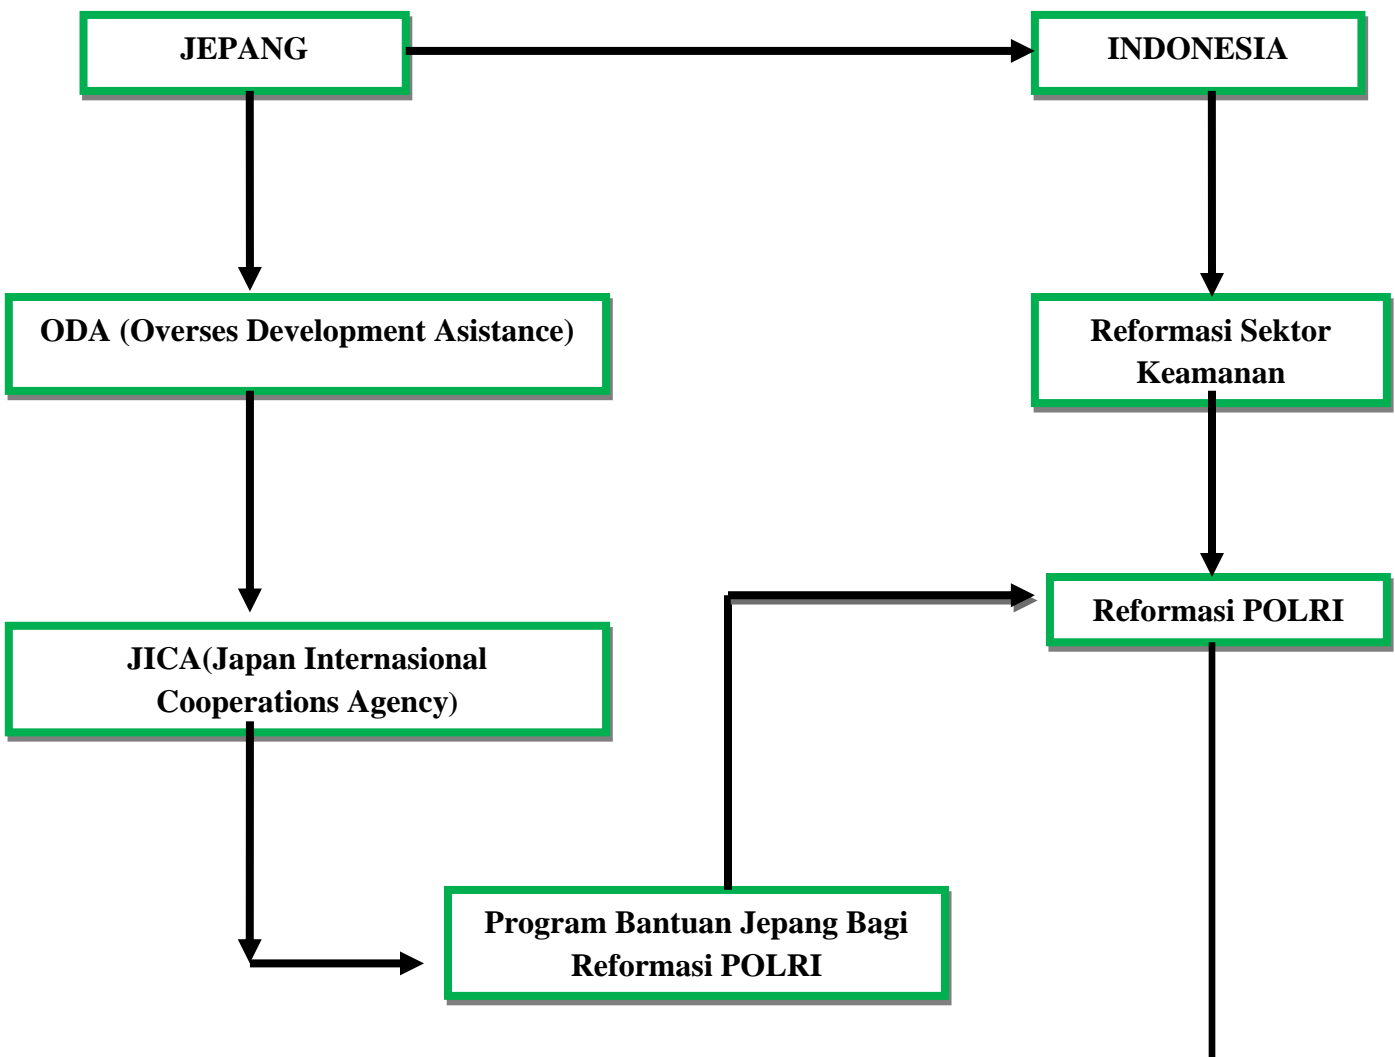 JEPANG
INDONESIA
ODA (Overses Development Asistance)
Reformasi Sektor
Keamanan
Reformasi POLRI
JICA(Japan Internasional
Cooperations Agency)
Program Bantuan Jepang Bagi
Reformasi POLRI